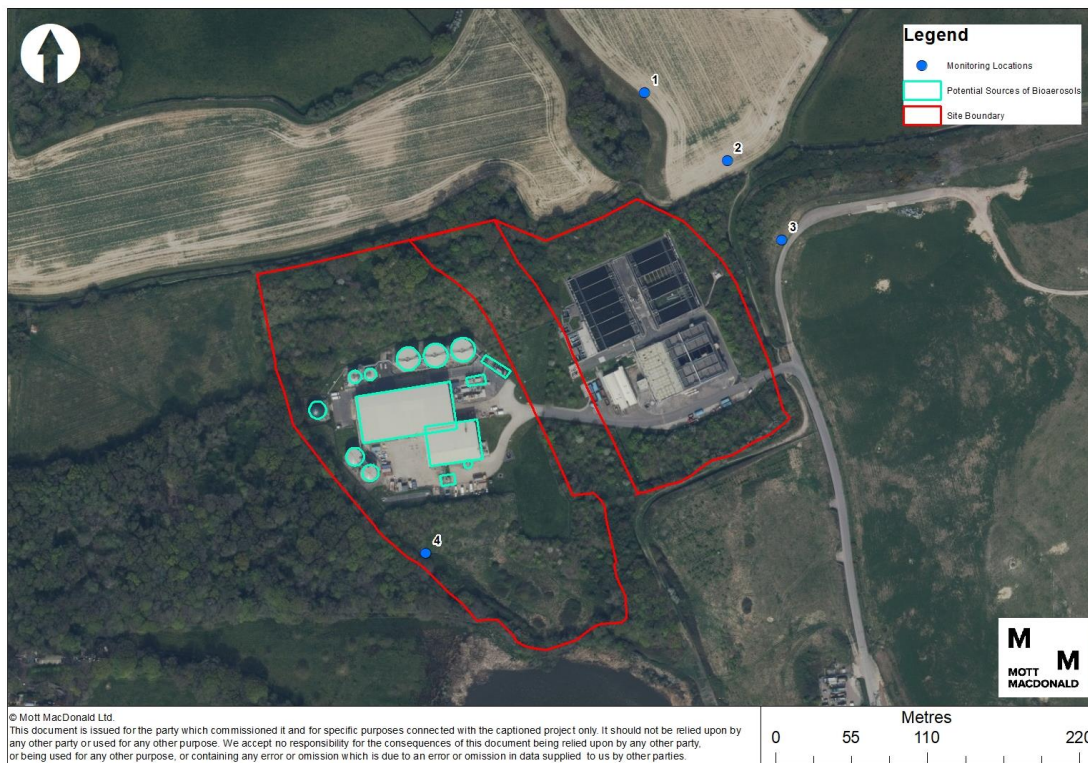 Legend
Monitoring Locations
Potential Sources of Bioaerosols
Site Boundary
1
2
3
4
M
M
MOTT
MACDONALD
© Mott MacDonald Ltd.
This document is issued for the party which commissioned it and for specific purposes connected with the captioned project only. It should not be relied upon by
any other party or used for any other purpose. We accept no responsibility for the consequences of this document being relied upon by any other party,
or being used for any other purpose, or containing any error or omission which is due to an error or omission in data supplied to us by other parties.
Metres
0 55 110 220